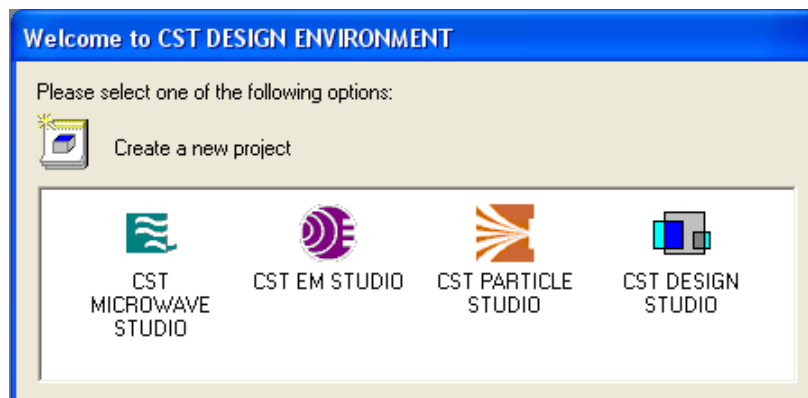 Welcome to CST DESIGN ENVIRONMENT
Please select one of the following options:
Create a new project
CST MICROWAVE STUDIO
CST EM STUDIO
CST PARTICLE STUDIO
CST DESIGN STUDIO